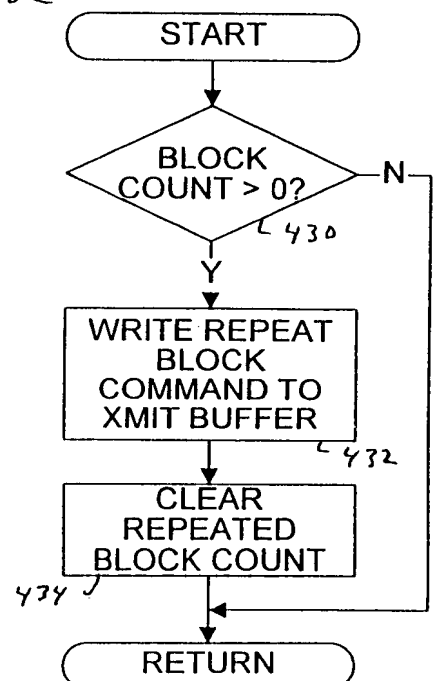 START
BLOCK
COUNT > 0?
N
430
Y
WRITE REPEAT
BLOCK
COMMAND TO
XMIT BUFFER
432
CLEAR
REPEATED
BLOCK COUNT
434
RETURN